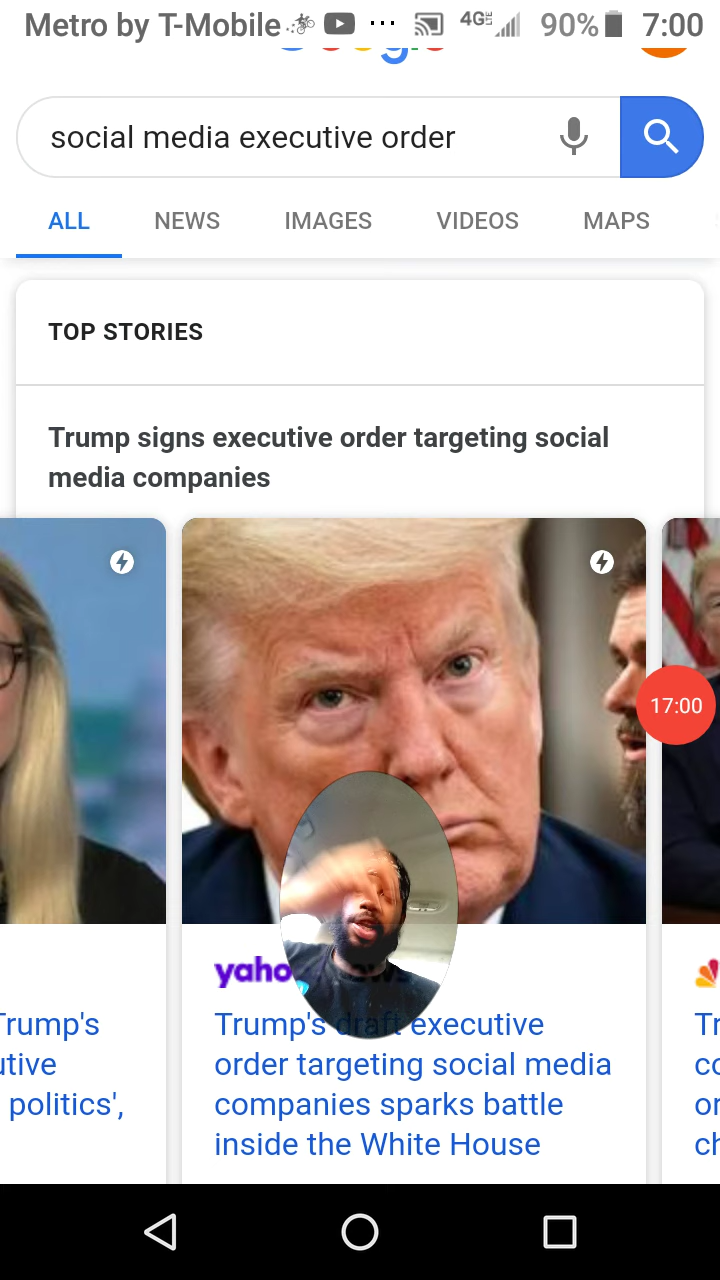 Metro by T-Mobile ... 4G LTE 90% 7:00
social media executive order
ALL NEWS IMAGES VIDEOS MAPS
TOP STORIES
Trump signs executive order targeting social
media companies
17:00
Trump's
politics',
yaho
Trump's draft executive
order targeting social media
companies sparks battle
inside the White House